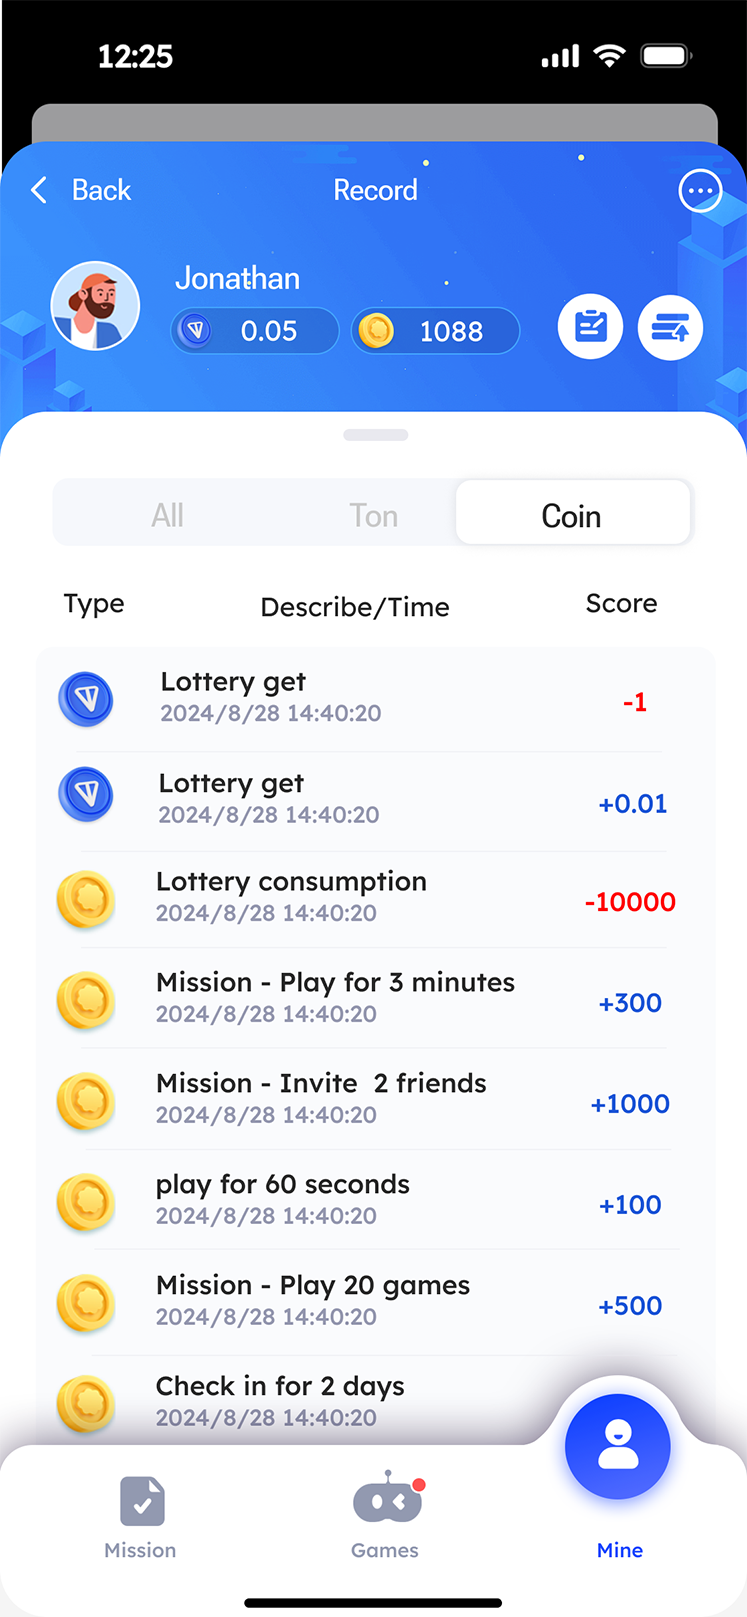 12:25
Back
Record
Jonathan
0.05
1088
All
Ton
Coin
Type
Describe/Time
Score
Lottery get
2024/8/28 14:40:20
-1
Lottery get
2024/8/28 14:40:20
+0.01
Lottery consumption
2024/8/28 14:40:20
-10000
Mission - Play for 3 minutes
2024/8/28 14:40:20
+300
Mission - Invite  2 friends
2024/8/28 14:40:20
+1000
play for 60 seconds
2024/8/28 14:40:20
+100
Mission - Play 20 games
2024/8/28 14:40:20
+500
Check in for 2 days
2024/8/28 14:40:20
Mission
Games
Mine